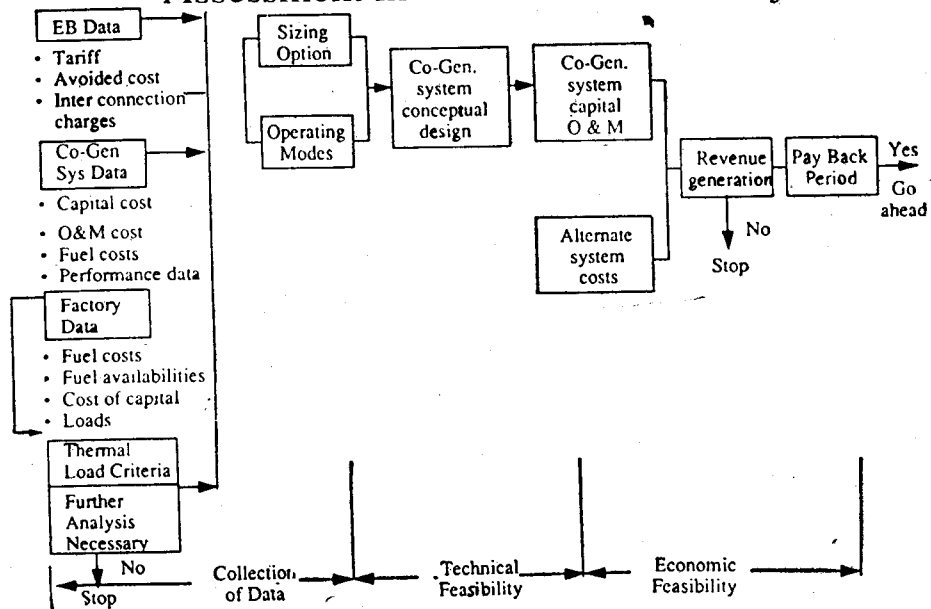 EB Data
• Tariff
• Avoided cost
• Inter connection
charges
Co-Gen
Sys Data
• Capital cost
• O&M cost
• Fuel costs
• Performance data
Factory
Data
• Fuel costs
• Fuel availabilities
• Cost of capital
• Loads
Thermal
Load Criteria
Further
Analysis
Necessary
No
Stop
Sizing
Option
Operating
Modes
Co-Gen.
system
conceptual
design
Co-Gen.
system
capital
O & M
Alternate
system
costs
Revenue
generation
No
Stop
Pay Back
Period
Yes
Go
ahead
Collection
of Data
Technical
Feasibility
Economic
Feasibility